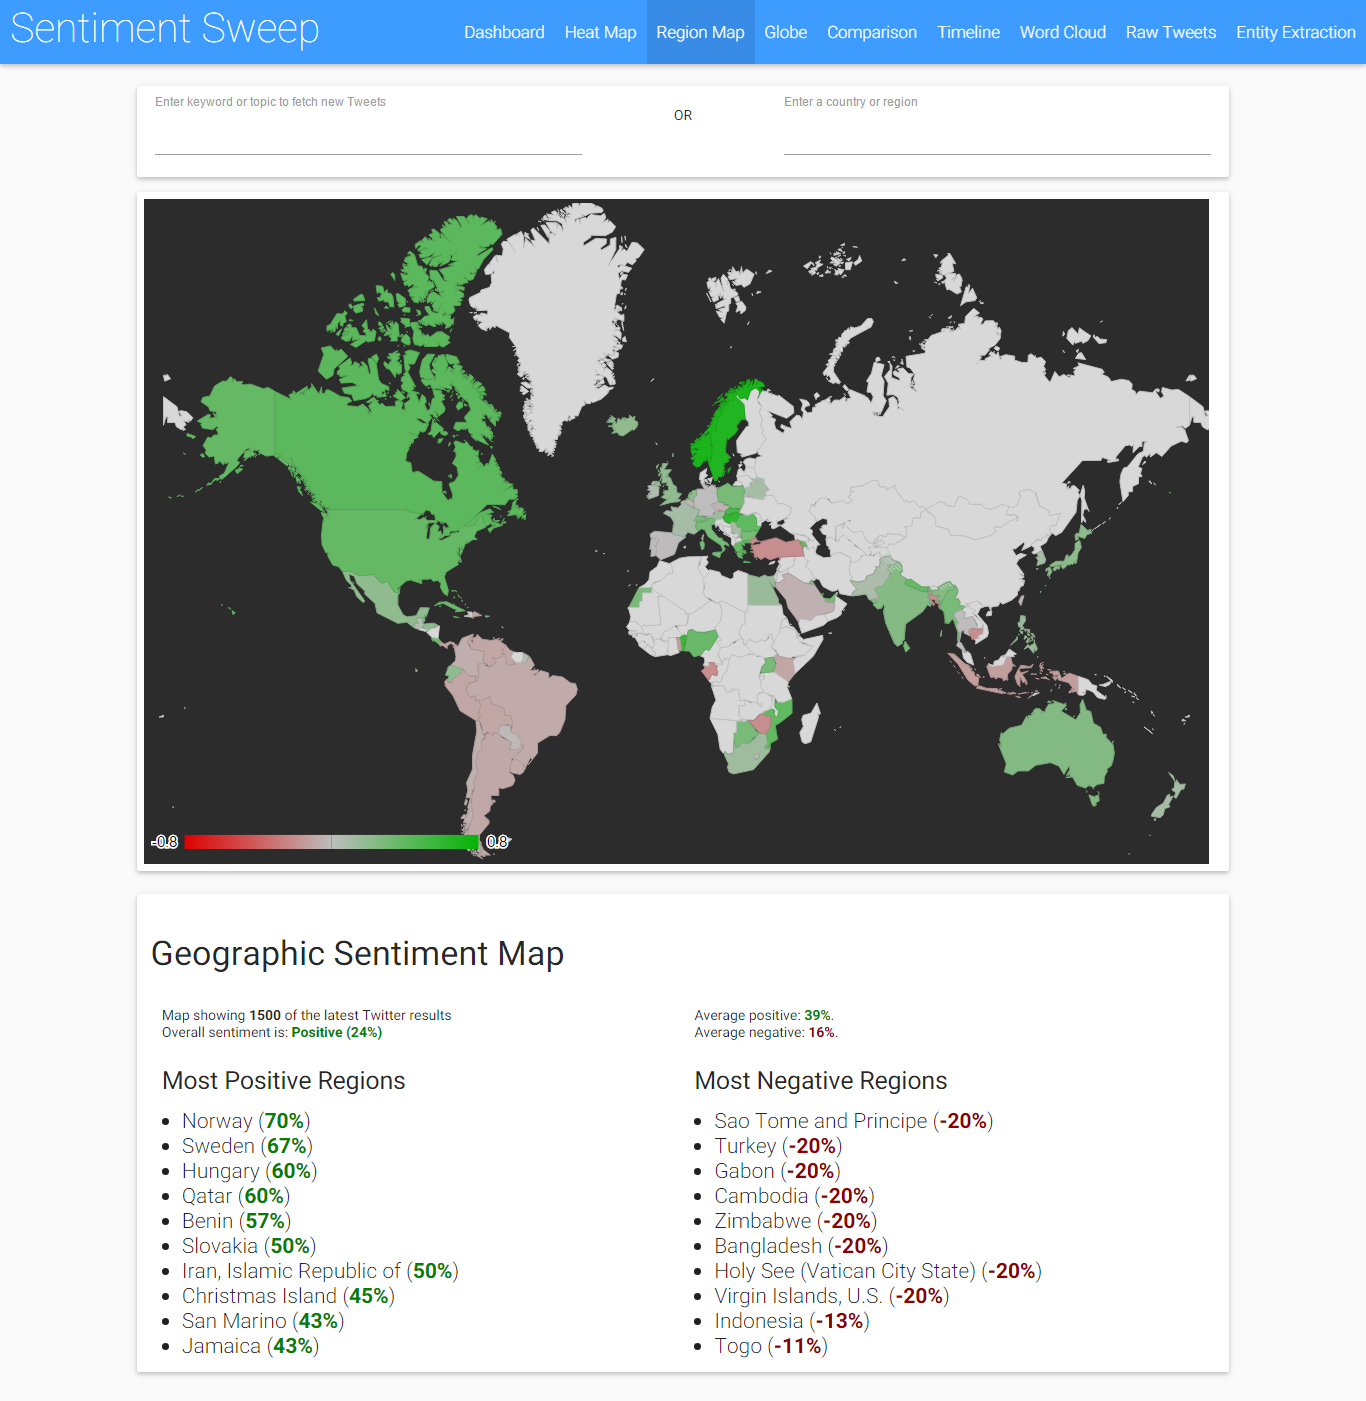 Sentiment Sweep
Dashboard Heat Map Region Map Globe Comparison Timeline Word Cloud Raw Tweets Entity Extraction
Enter keyword or topic to fetch new Tweets
OR
Enter a country or region
-0.8
0.8
Geographic Sentiment Map
Map showing 1500 of the latest Twitter results
Overall sentiment is: Positive (24%)
Average positive: 39%.
Average negative: 16%.
Most Positive Regions
Norway (70%)
Sweden (67%)
Hungary (60%)
Qatar (60%)
Benin (57%)
Slovakia (50%)
Iran, Islamic Republic of (50%)
Christmas Island (45%)
San Marino (43%)
Jamaica (43%)
Most Negative Regions
Sao Tome and Principe (-20%)
Turkey (-20%)
Gabon (-20%)
Cambodia (-20%)
Zimbabwe (-20%)
Bangladesh (-20%)
Holy See (Vatican City State) (-20%)
Virgin Islands, U.S. (-20%)
Indonesia (-13%)
Togo (-11%)